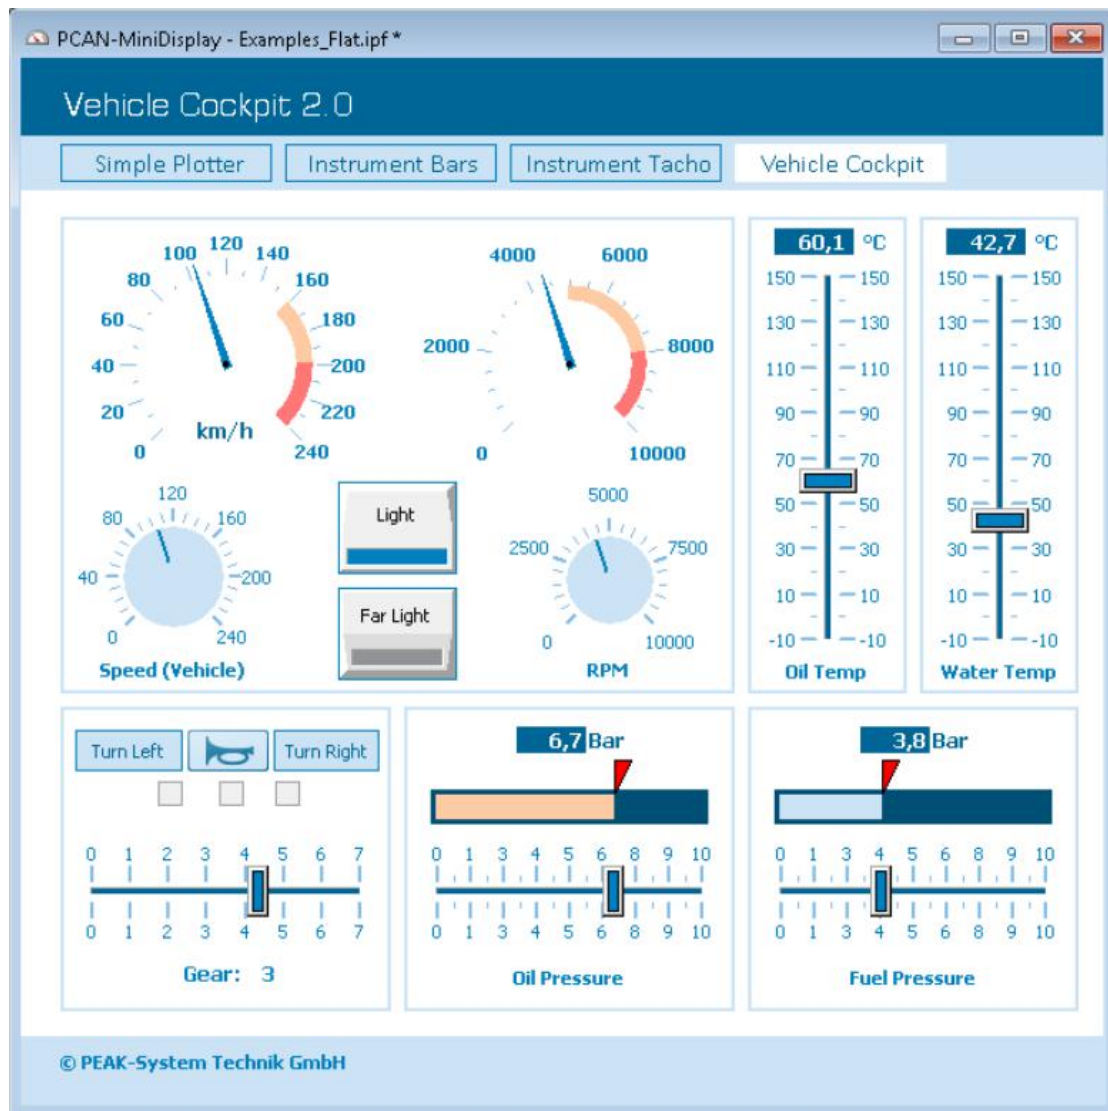 PCAN-MiniDisplay - Examples_Flat.ipf *
Vehicle Cockpit 2.0
Simple Plotter Instrument Bars Instrument Tacho Vehicle Cockpit
0 20 40 60 80 100 120 140 160 180 200 220 240
km/h
0 2000 4000 6000 8000 10000
60,1 °C
150 150
130 130
110 110
90 90
70 70
50 50
30 30
10 10
-10 -10
Oil Temp
42,7 °C
150 150
130 130
110 110
90 90
70 70
50 50
30 30
10 10
-10 -10
Water Temp
0 40 80 120 160 200 240
Speed (Vehicle)
Light
Far Light
0 2500 5000 7500 10000
RPM
Turn Left Turn Right
0 1 2 3 4 5 6 7
0 1 2 3 4 5 6 7
Gear: 3
6,7 Bar
0 1 3 4 5 6 8 9 10
0 1 3 4 5 6 8 9 10
Oil Pressure
3,8 Bar
0 1 3 4 5 6 8 9 10
0 1 3 4 5 6 8 9 10
Fuel Pressure
© PEAK-System Technik GmbH